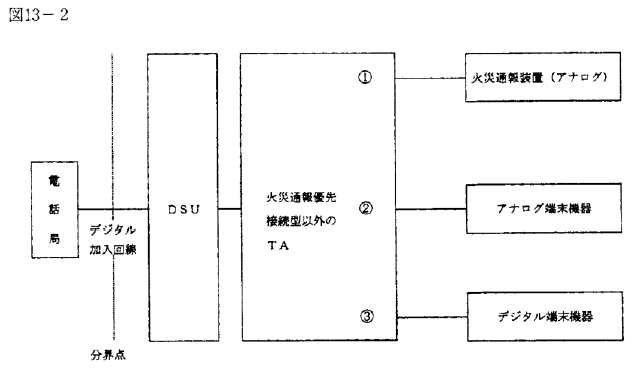 図13－2
電
話
局
デジタル
加入回線
分界点
DSU
火災通報優先
接続型以外の
TA
①
②
③
火災通報装置（アナログ）
アナログ端末機器
デジタル端末機器